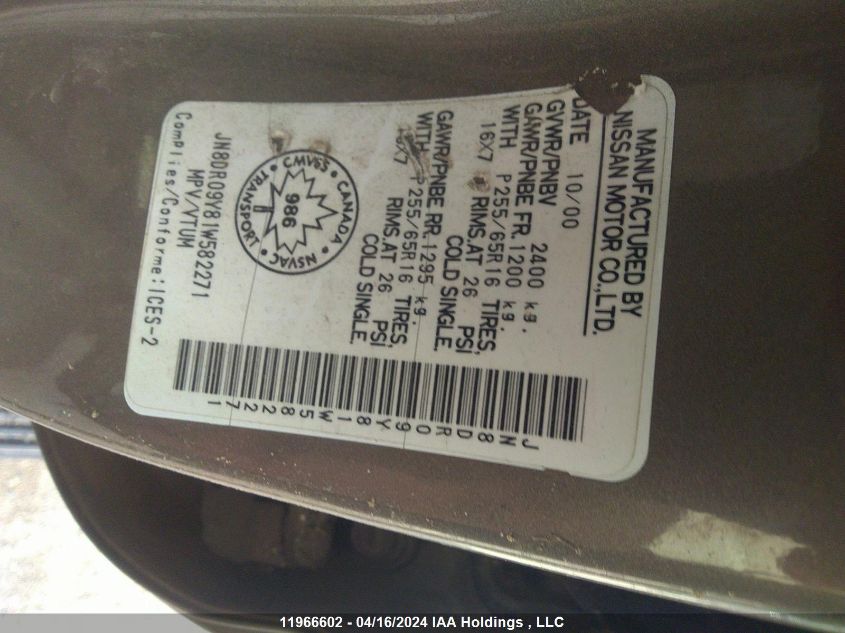 MANUFACTURED BY
NISSAN MOTOR CO.,LTD.
DATE 10/00
GVWR/PNBV 2400 kg.
GAWR/PNBE FR. 1200 kg.
WITH P255/65R16 TIRES,
16X7 RIMS, AT 26 PSI
COLD SINGLE.
GAWR/PNBE RR. 1295 kg.
WITH P255/65R16 TIRES,
16X7 RIMS, AT 26 PSI
COLD SINGLE.
CANADA
CMVSS
NSVAC
TRANSPORT
986
JN8DR09Y81W582271
MPV/VTUM
Complies/Conforme:ICES-2
JN8DR09Y81W582271
11966602 - 04/16/2024 IAA Holdings , LLC